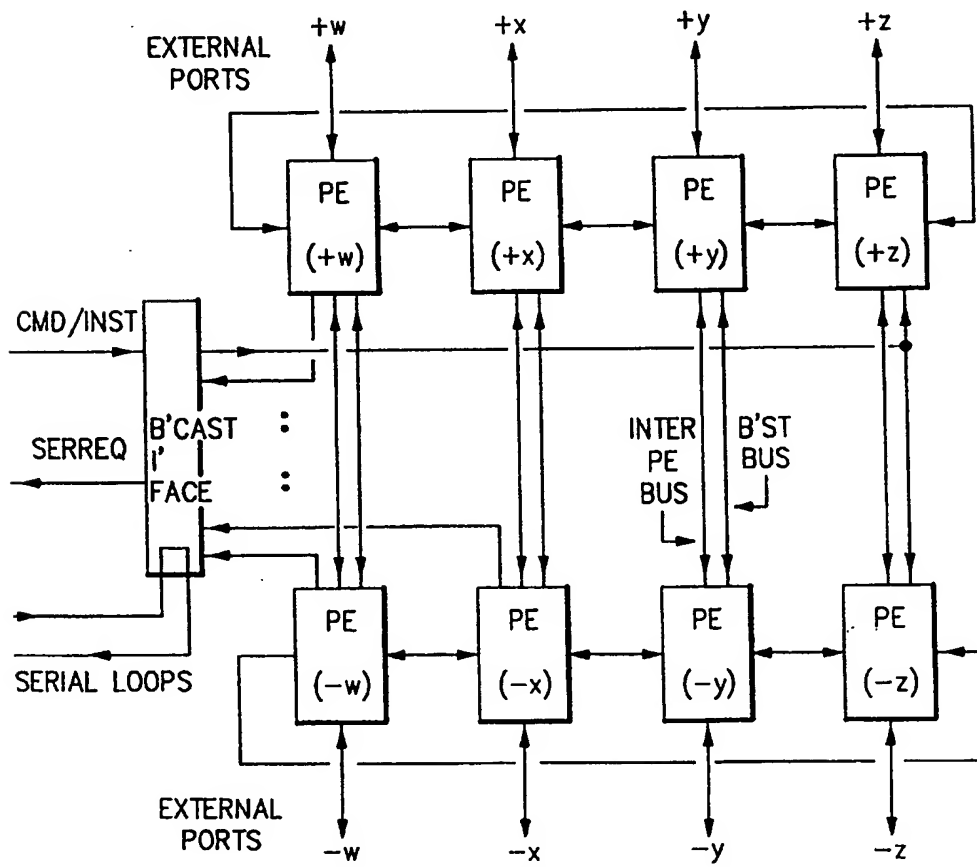 +w +x +y +z
EXTERNAL
PORTS
PE PE PE PE
(+w) (+x) (+y) (+z)
CMD/INST
B'CAST
I'
FACE
SERREQ
INTER
PE
BUS
B'ST
BUS
PE PE PE PE
(−w) (−x) (−y) (−z)
SERIAL LOOPS
EXTERNAL
PORTS
−w −x −y −z